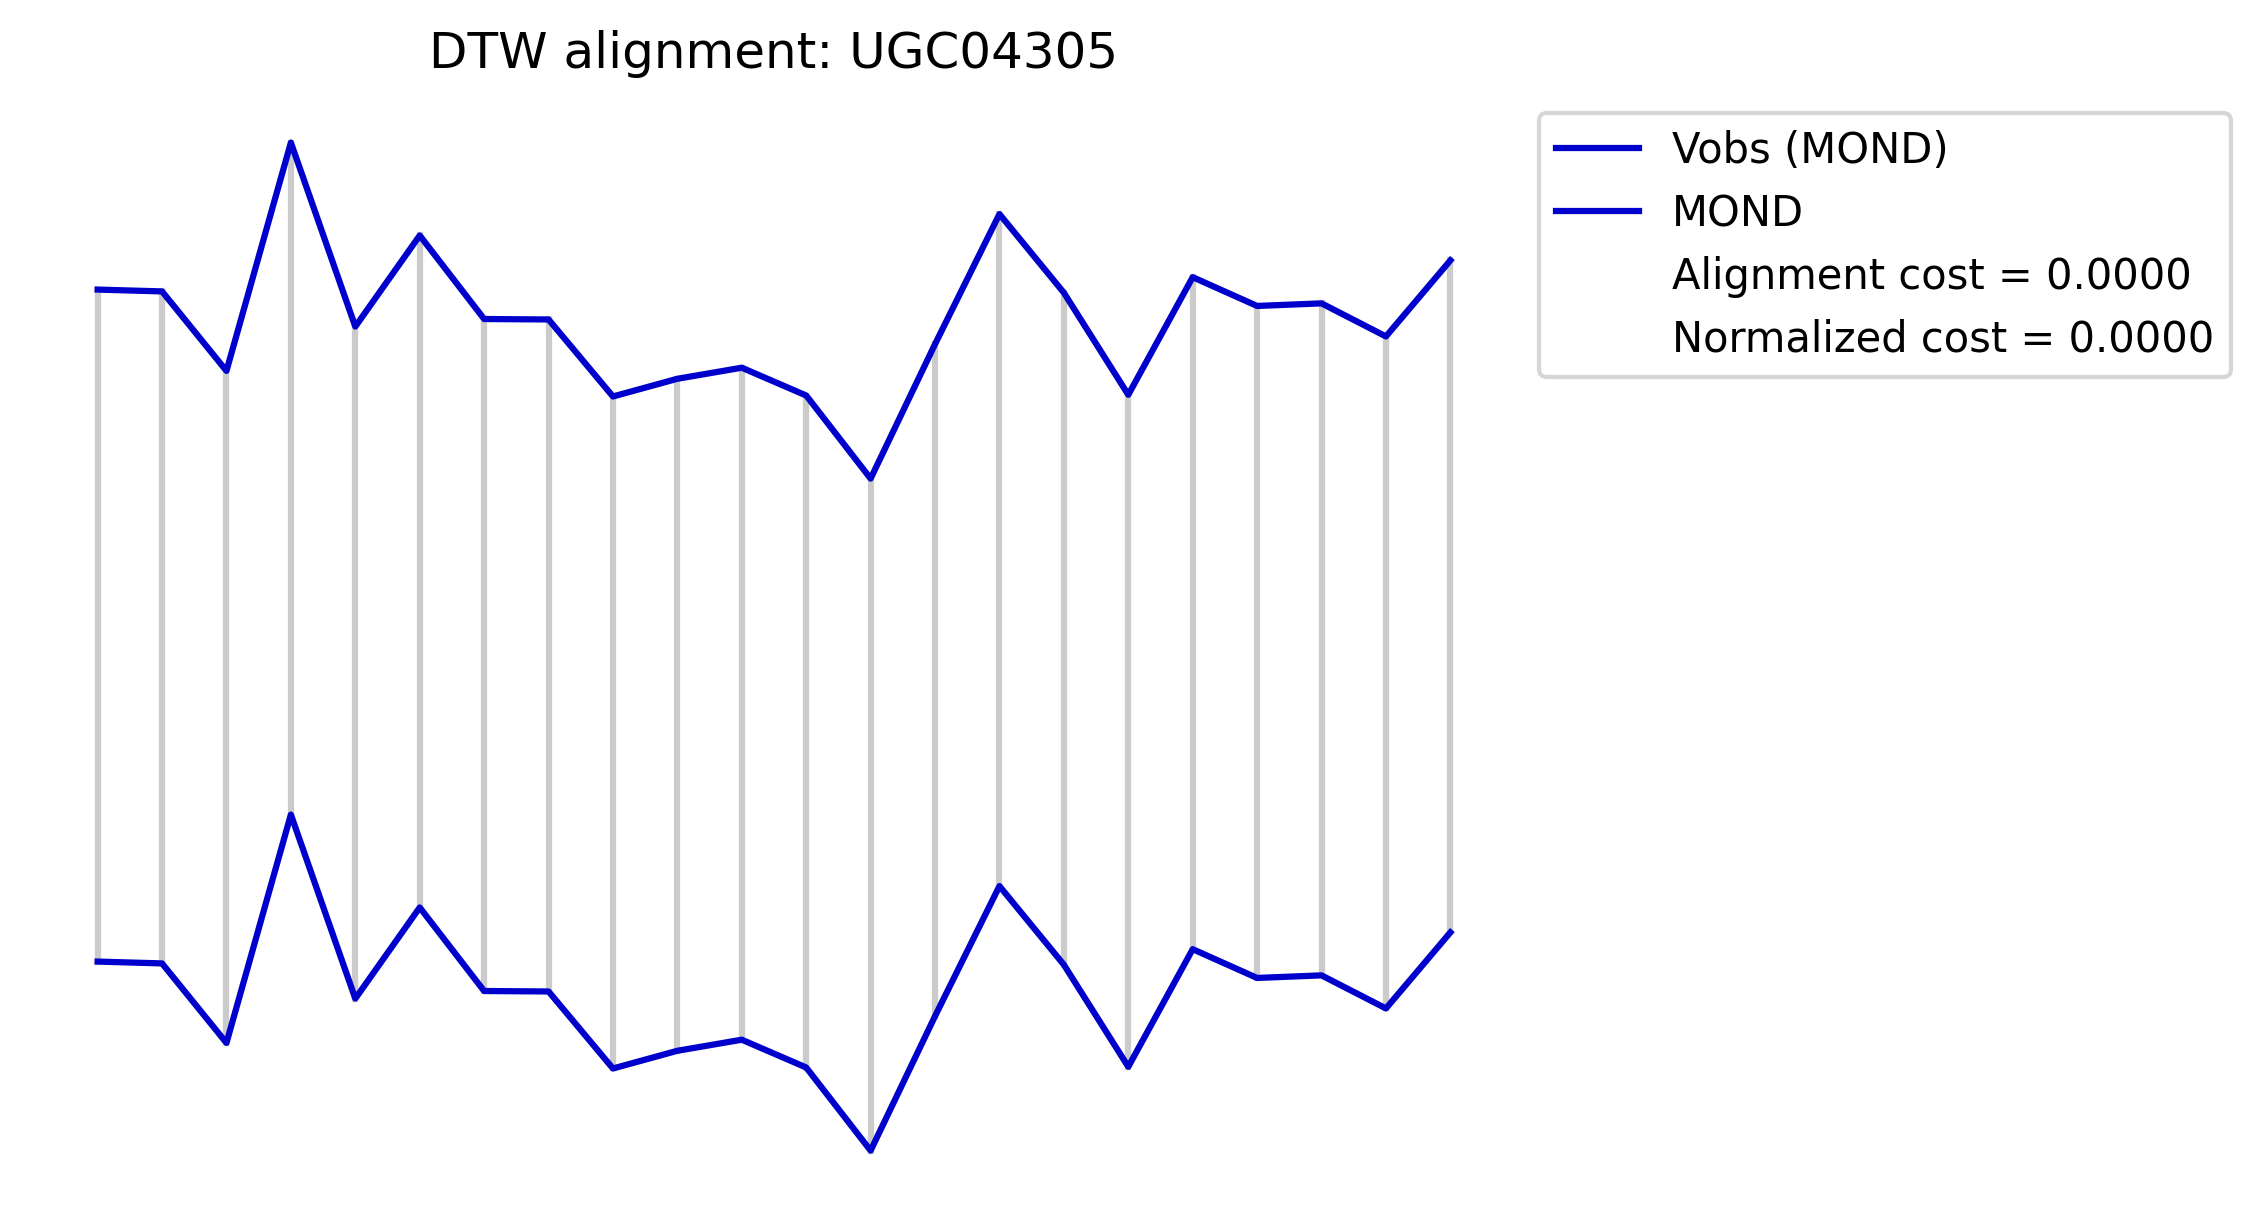 DTW alignment: UGC04305
Vobs (MOND)
MOND
Alignment cost = 0.0000
Normalized cost = 0.0000